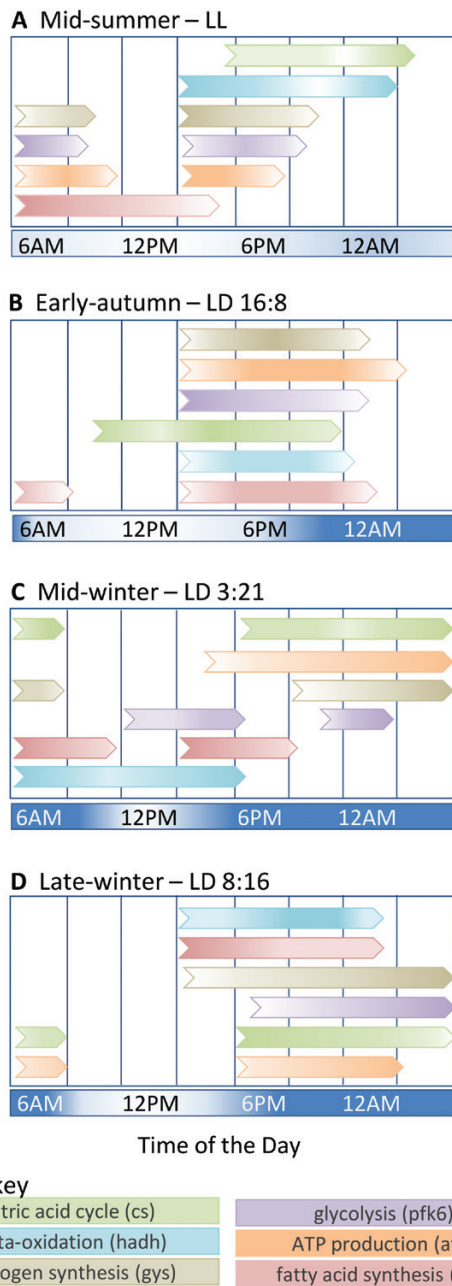 A Mid-summer – LL
6AM 12PM 6PM 12AM
B Early-autumn – LD 16:8
6AM 12PM 6PM 12AM
C Mid-winter – LD 3:21
6AM 12PM 6PM 12AM
D Late-winter – LD 8:16
6AM 12PM 6PM 12AM
Time of the Day
key
tric acid cycle (cs) glycolysis (pfk6)
ta-oxidation (hadh) ATP production (a
ogen synthesis (gys) fatty acid synthesis (